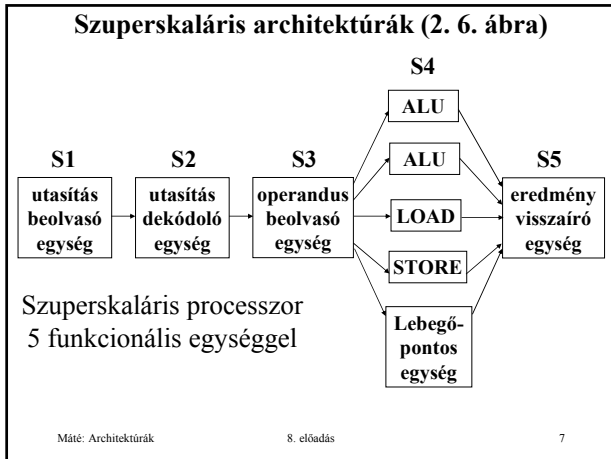 Szuperskaláris architektúrák (2. 6. ábra)
S1
utasítás
beolvasó
egység
S2
utasítás
dekódoló
egység
S3
operandus
beolvasó
egység
S4
ALU
ALU
LOAD
STORE
Lebegő-
pontos
egység
S5
eredmény
visszaíró
egység
Szuperskaláris processzor
5 funkcionális egységgel
Máté: Architektúrák
8. előadás
7